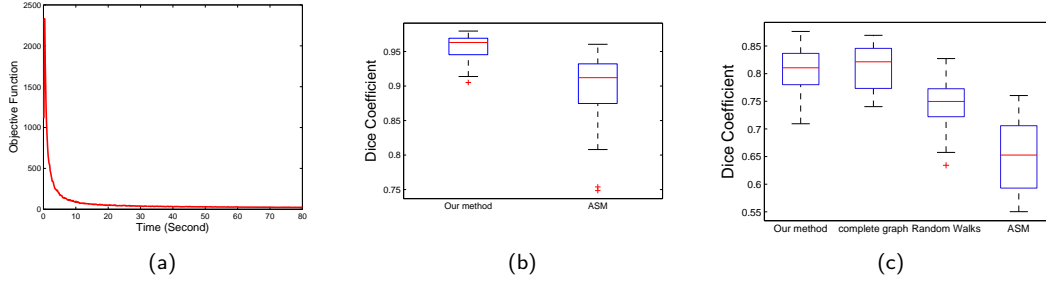 2500
2000
1500
1000
500
0
Objective Function
0 10 20 30 40 50 60 70 80
Time (Second)
(a)
0.95
0.9
0.85
0.8
0.75
Dice Coefficient
Our method ASM
(b)
0.85
0.8
0.75
0.7
0.65
0.6
0.55
Dice Coefficient
Our method complete graph Random Walks ASM
(c)